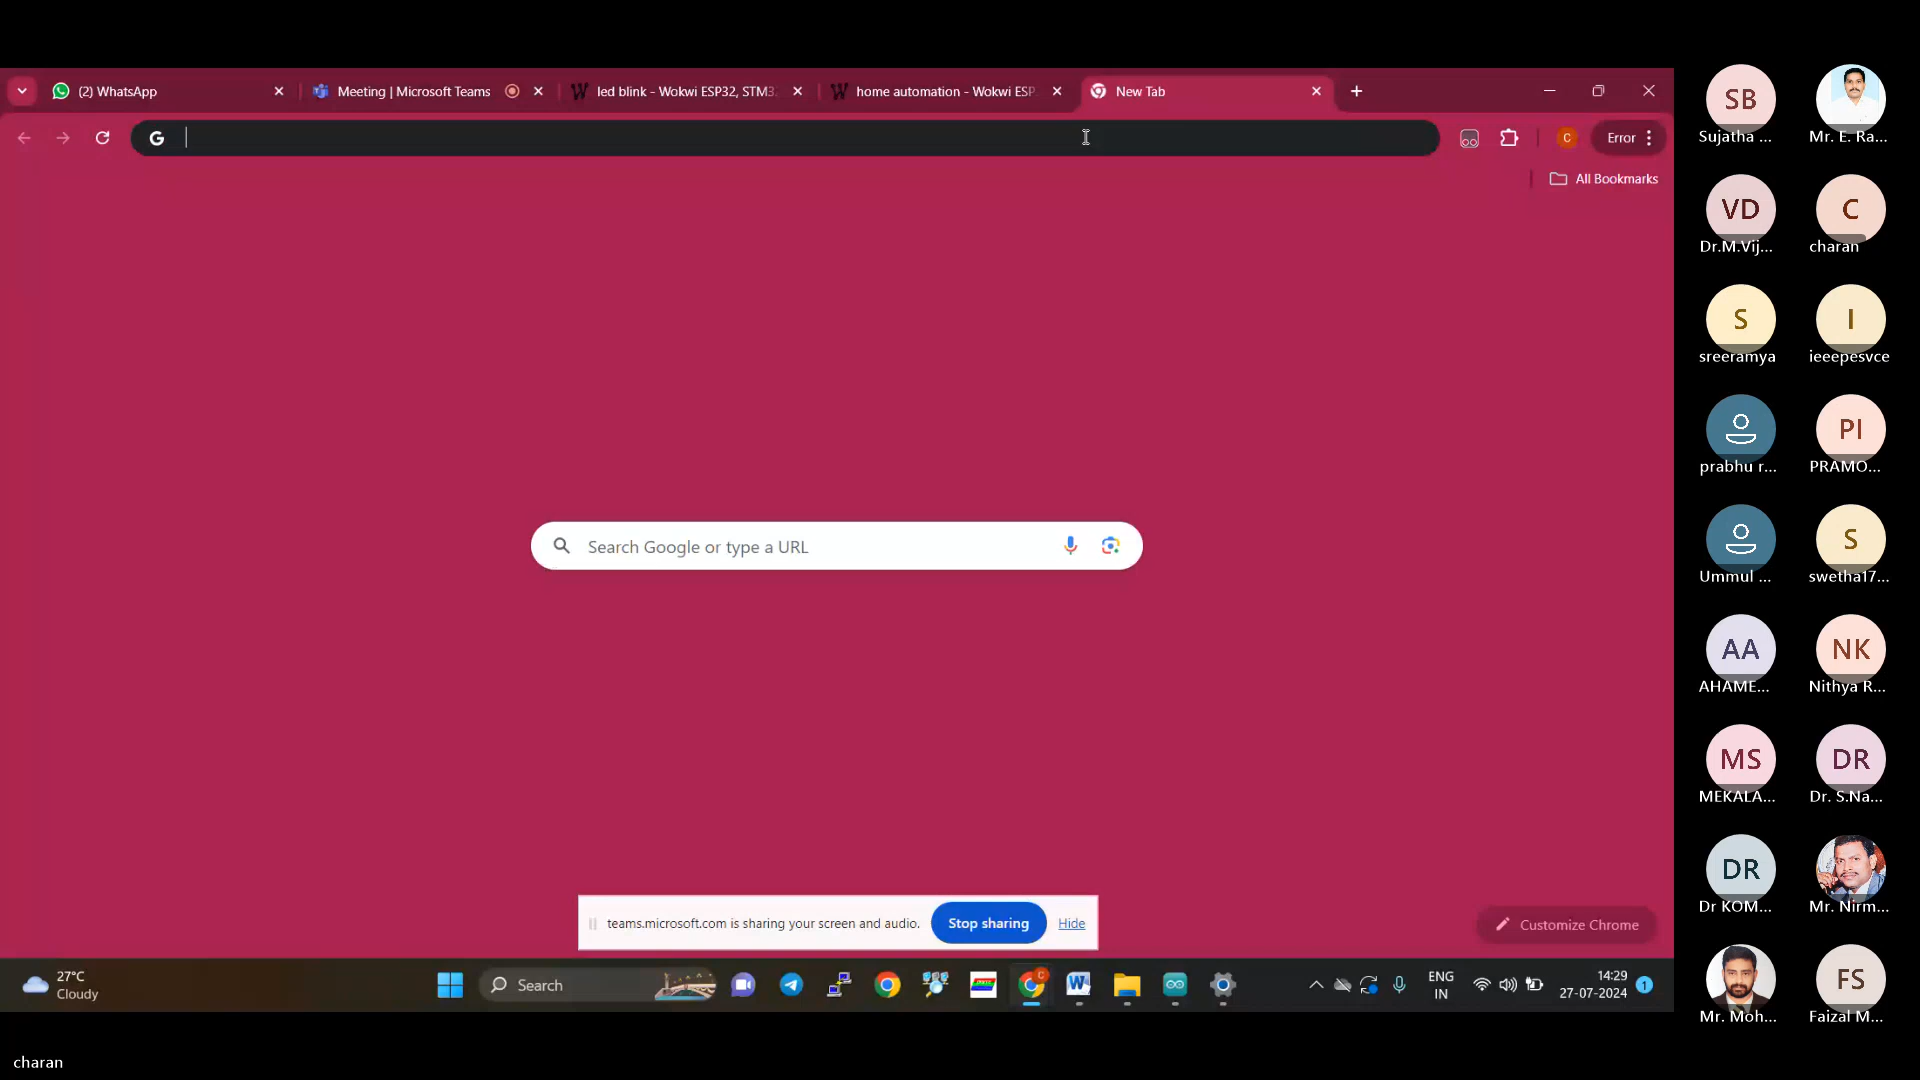 (2) WhatsApp
Meeting | Microsoft Teams
led blink - Wokwi ESP32, STM3
home automation - Wokwi ESP
New Tab
G
C
Error
All Bookmarks
Search Google or type a URL
teams.microsoft.com is sharing your screen and audio.
Stop sharing
Hide
Customize Chrome
27°C
Cloudy
Search
ENG
IN
14:29
27-07-2024
1
charan
SB
Sujatha ...
Mr. E. Ra...
VD
Dr.M.Vij...
C
charan
S
sreeramya
I
ieeepesvce
prabhu r...
PI
PRAMO...
Ummul ...
S
swetha17...
AA
AHAME...
NK
Nithya R...
MS
MEKALA...
DR
Dr. S.Na...
DR
Dr KOM...
Mr. Nirm...
Mr. Moh...
FS
Faizal M...